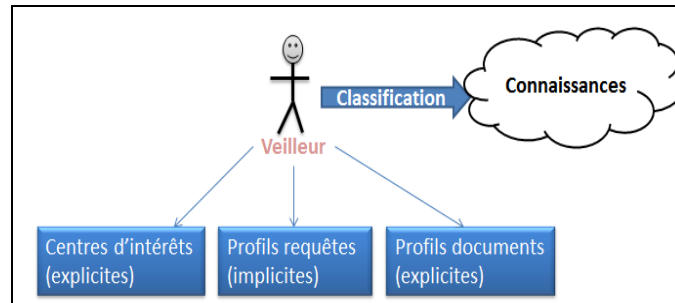 Classification
Connaissances
Veilleur
Centres d'intérêts
(explicites)
Profils requêtes
(implicites)
Profils documents
(explicites)